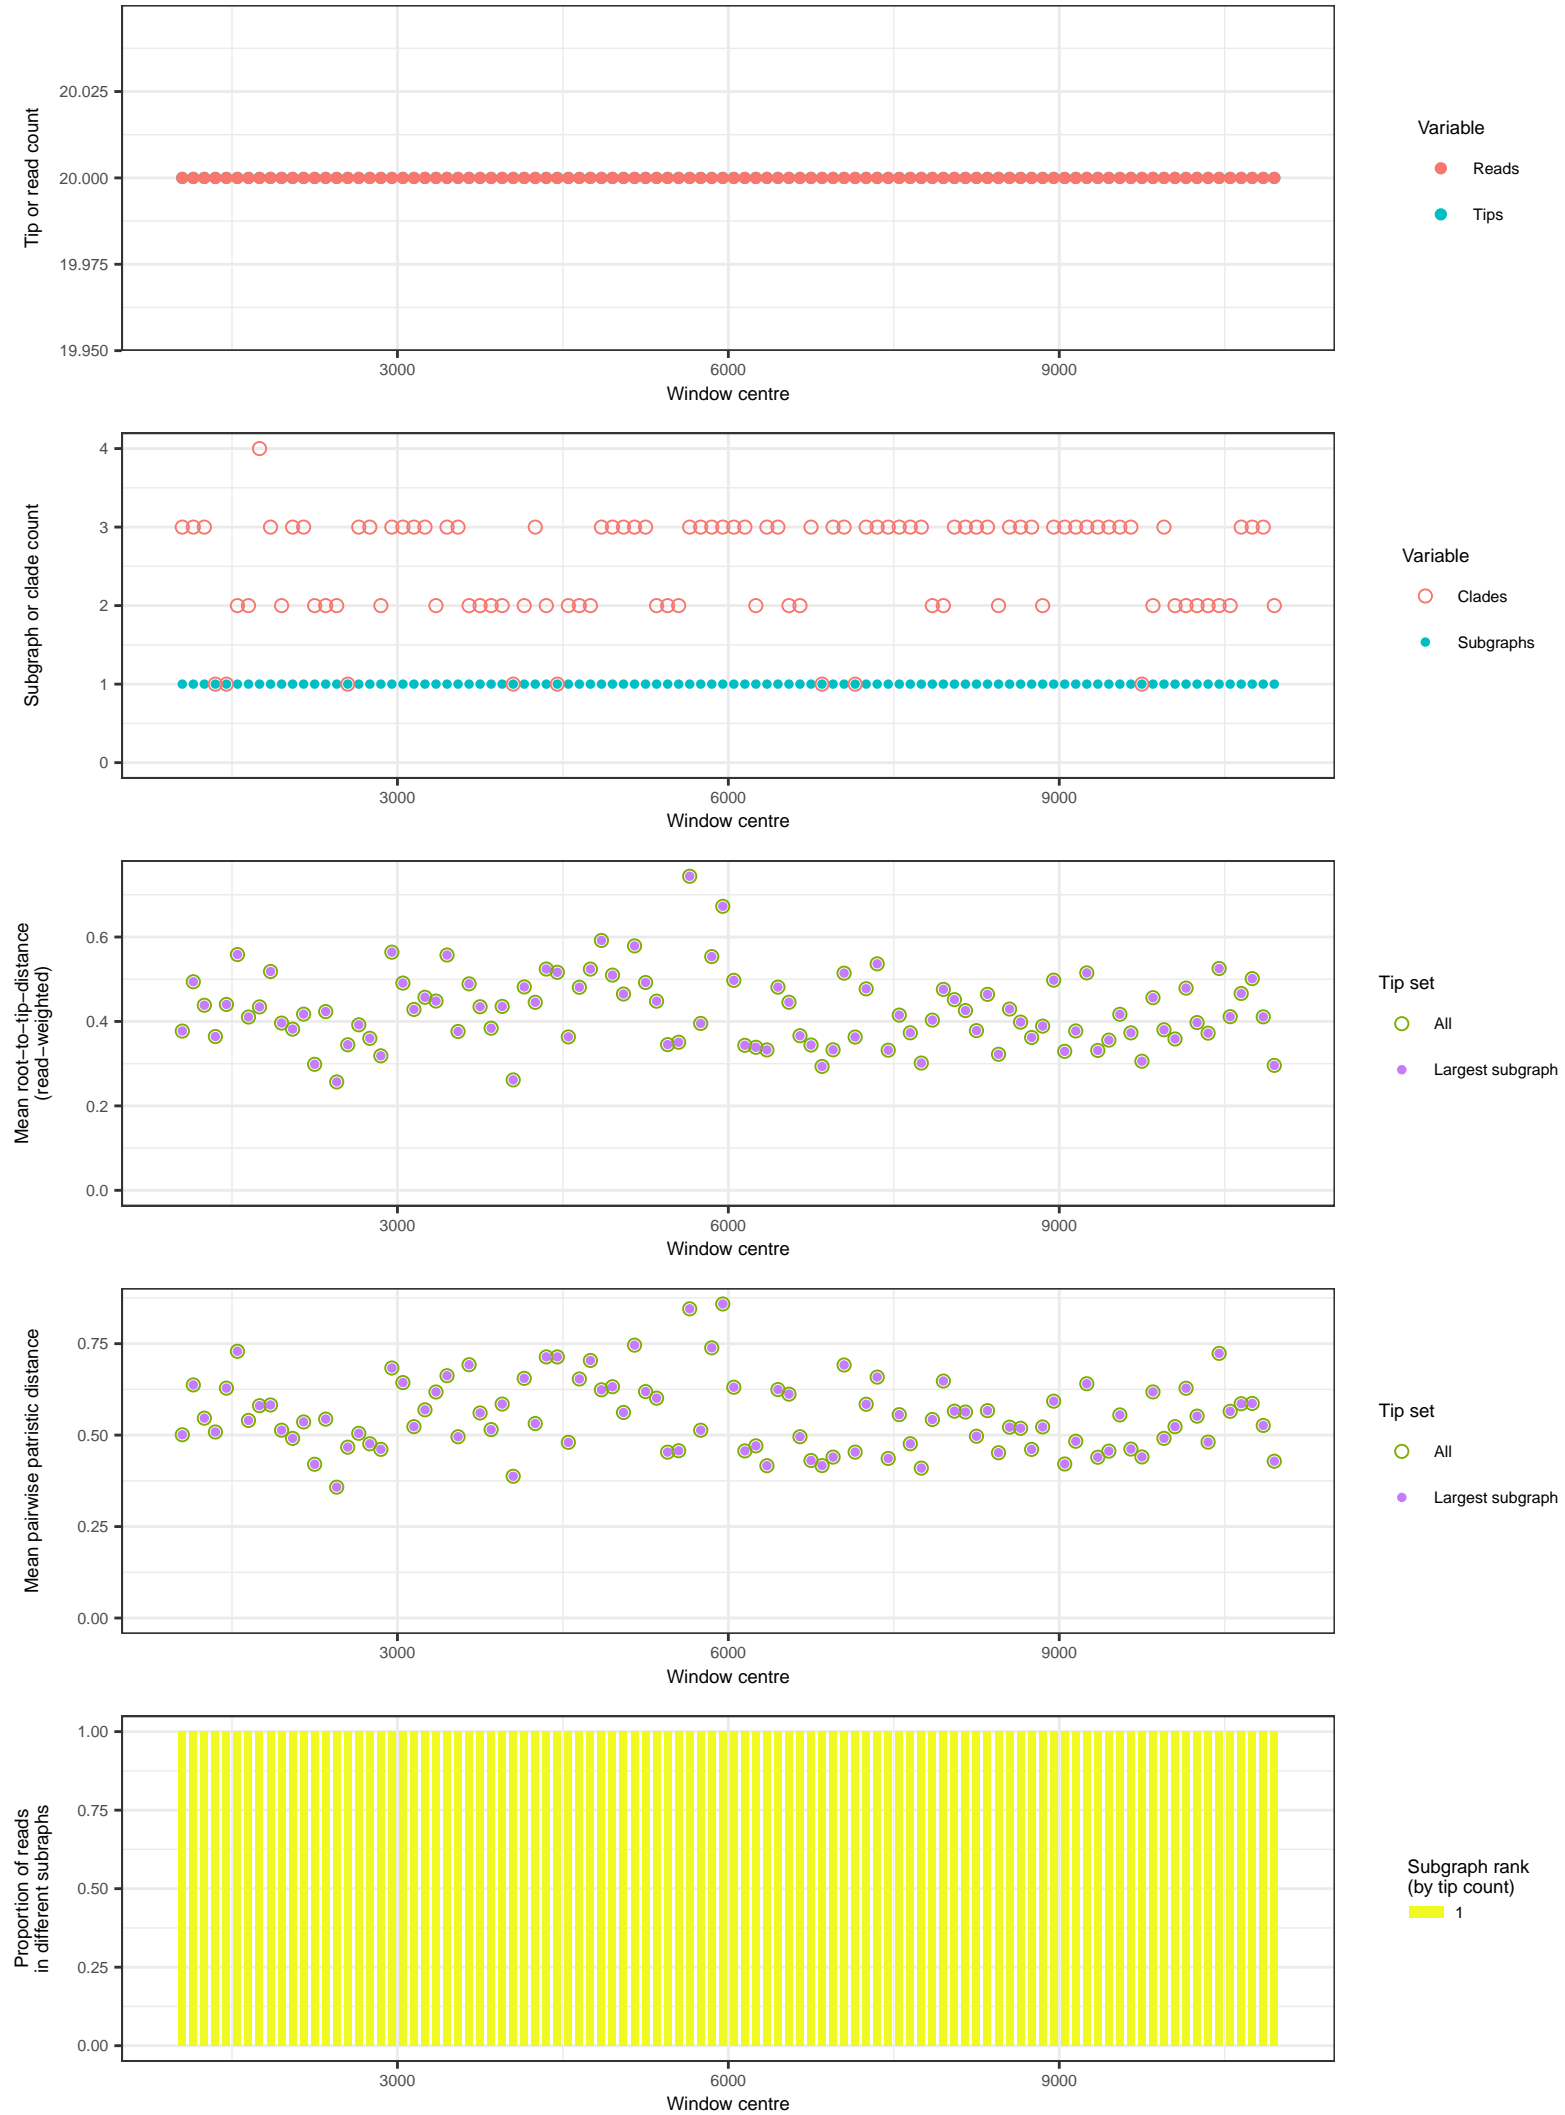 Tip or read count
20.025
20.000
19.975
19.950
3000
6000
9000
Window centre
Variable
Reads
Tips
Subgraph or clade count
4
3
2
1
0
3000
6000
9000
Window centre
Variable
Clades
Subgraphs
Mean root−to−tip−distance
(read−weighted)
0.6
0.4
0.2
0.0
3000
6000
9000
Window centre
Tip set
All
Largest subgraph
Mean pairwise patristic distance
0.75
0.50
0.25
0.00
3000
6000
9000
Window centre
Tip set
All
Largest subgraph
Proportion of reads
in different subraphs
1.00
0.75
0.50
0.25
0.00
3000
6000
9000
Window centre
Subgraph rank
(by tip count)
1